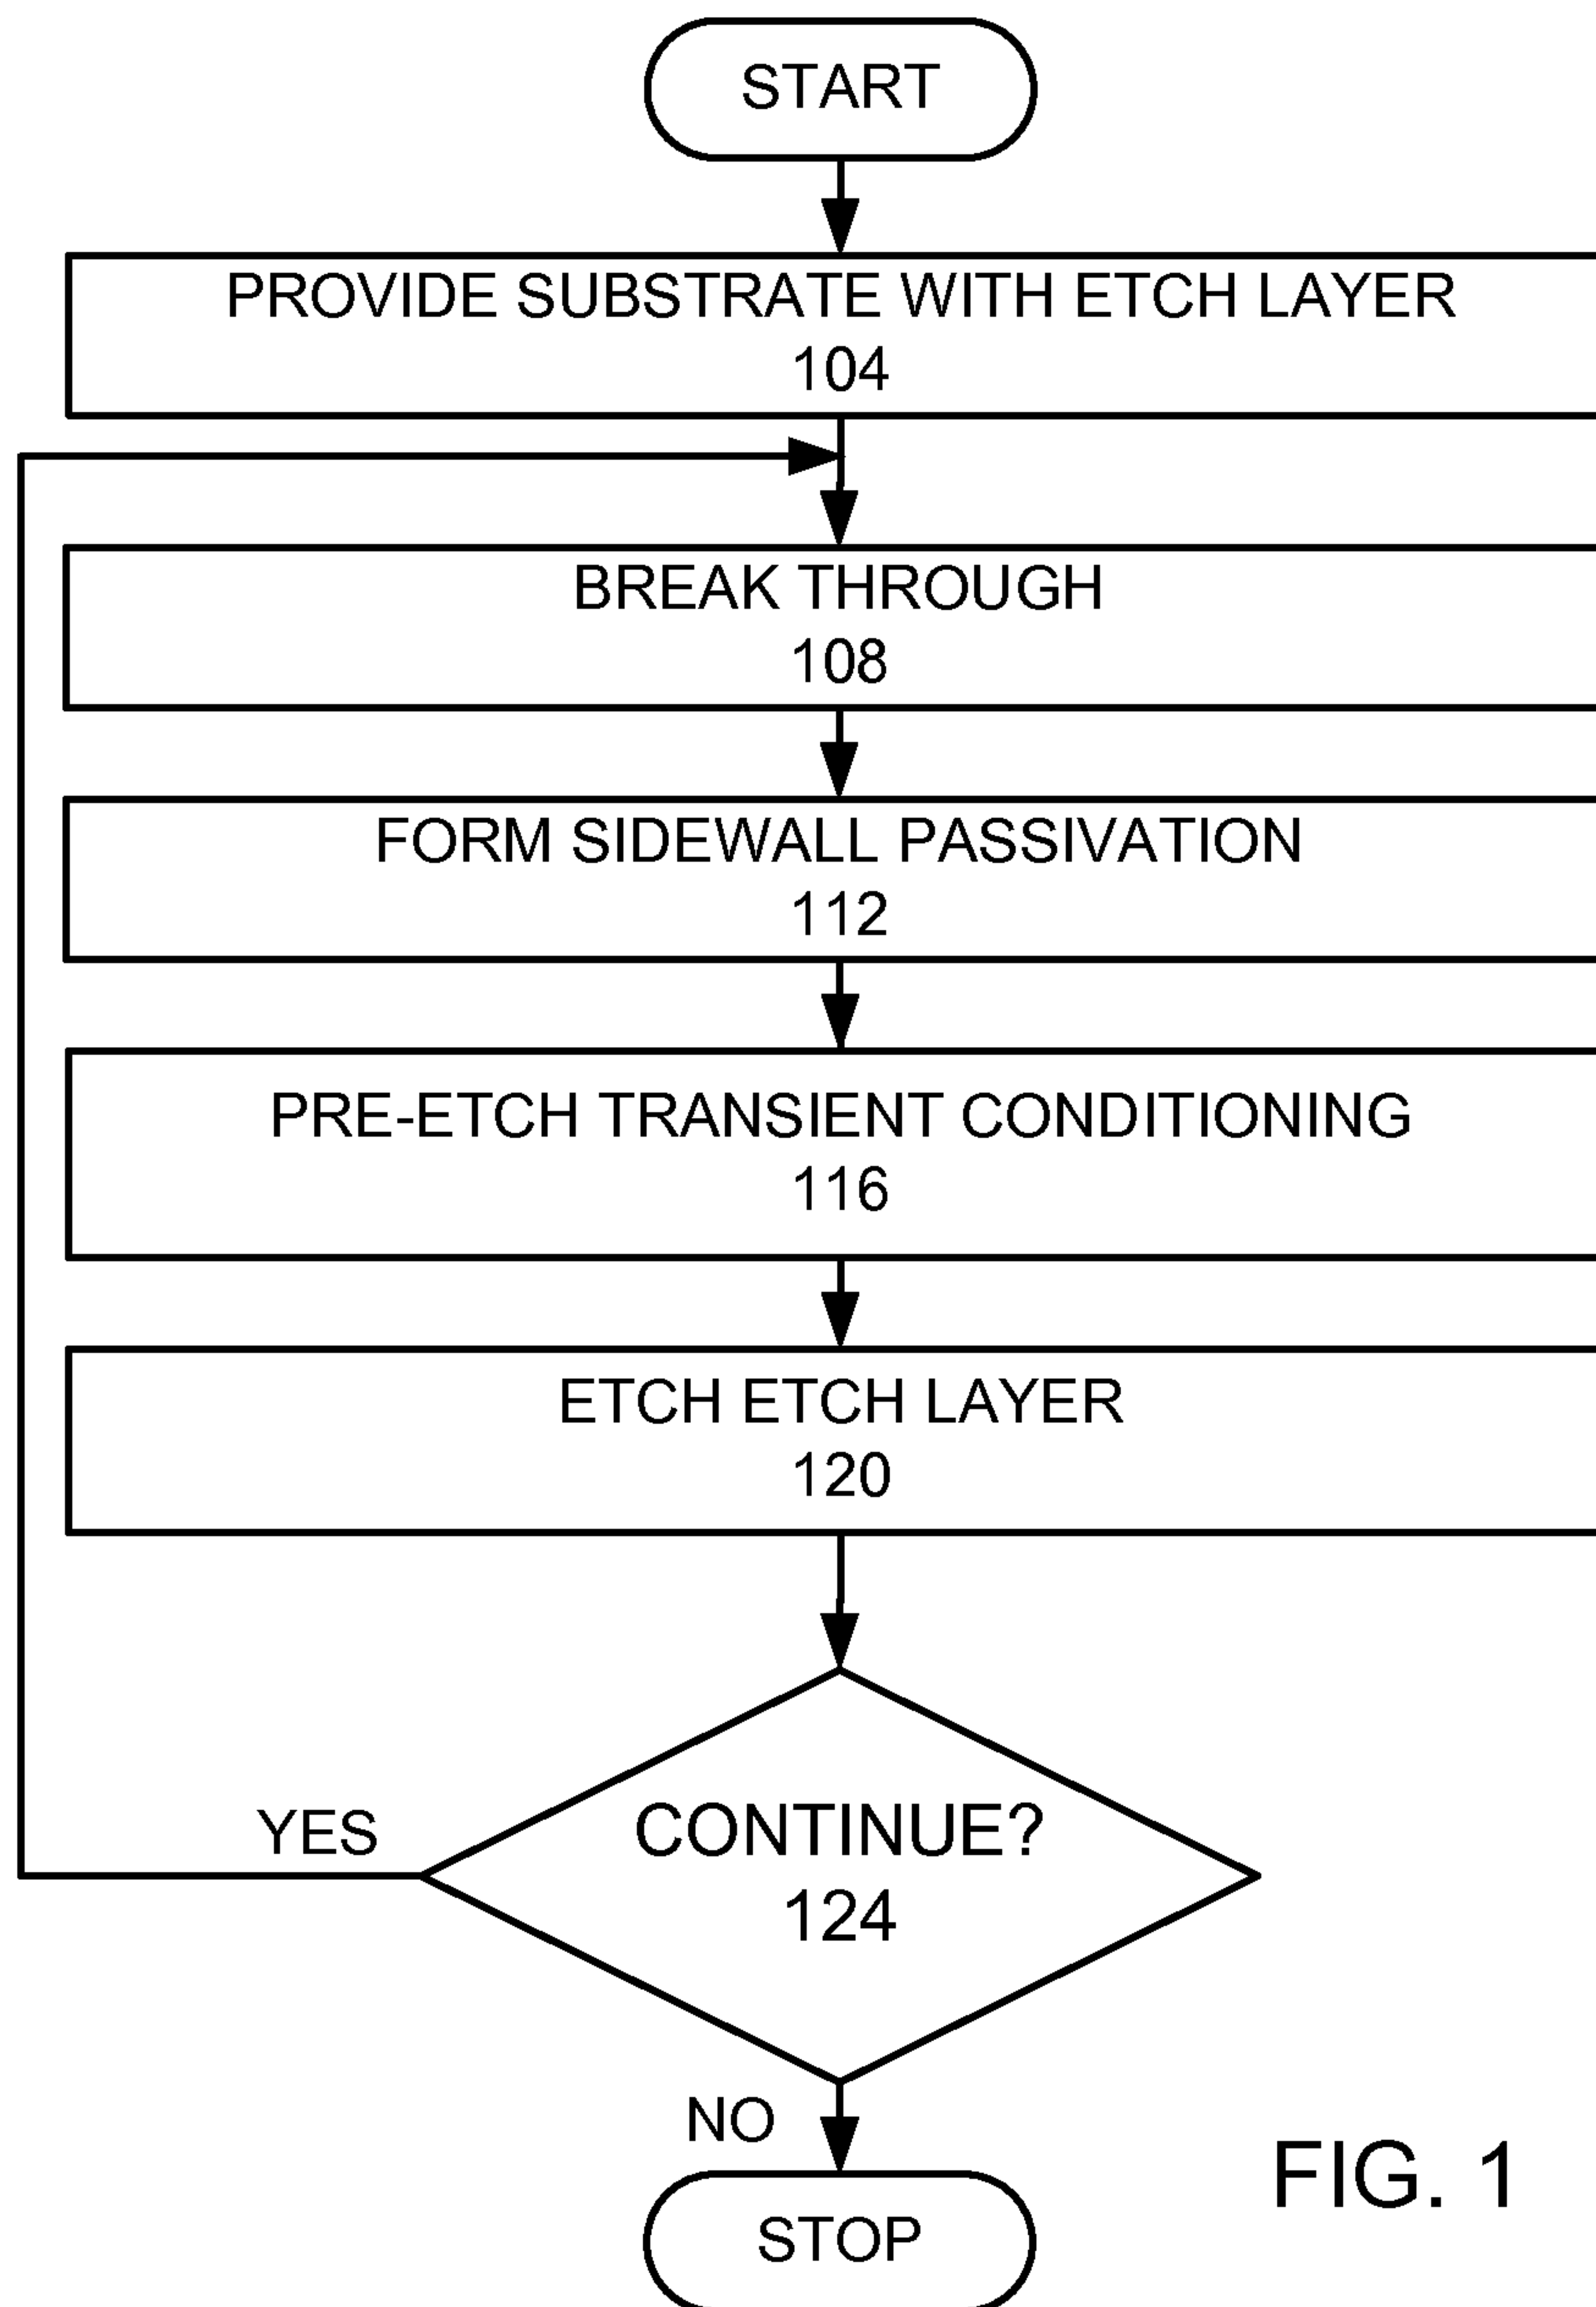 START
PROVIDE SUBSTRATE WITH ETCH LAYER
104
BREAK THROUGH
108
FORM SIDEWALL PASSIVATION
112
PRE-ETCH TRANSIENT CONDITIONING
116
ETCH ETCH LAYER
120
CONTINUE?
124
YES
NO
STOP
FIG. 1